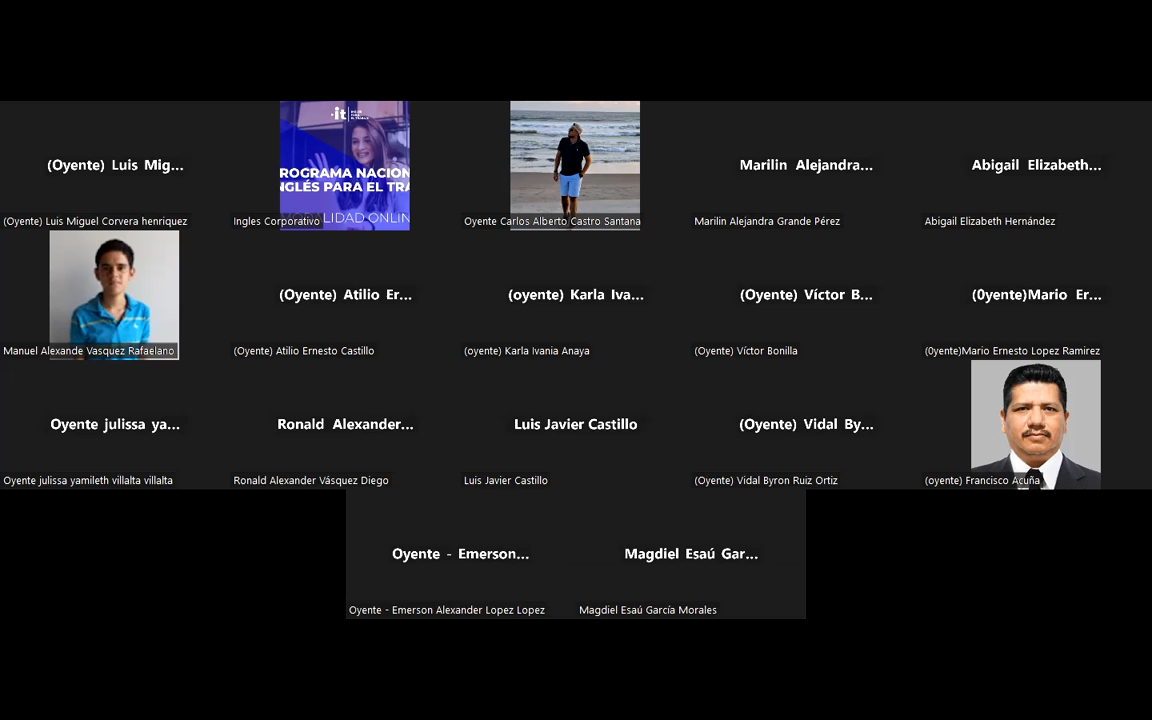 (Oyente) Luis Mig...
(Oyente) Luis Miguel Corvera henriquez
·it
PROGRAMA NACION
INGLÉS PARA EL TRA
LIDAD ONLIN
Ingles Corporativo
Oyente Carlos Alberto Castro Santana
Marilin Alejandra...
Marilin Alejandra Grande Pérez
Abigail Elizabeth...
Abigail Elizabeth Hernández
Manuel Alexande Vasquez Rafaelano
(Oyente) Atilio Er...
(Oyente) Atilio Ernesto Castillo
(oyente) Karla Iva...
(oyente) Karla Ivania Anaya
(Oyente) Víctor B...
(Oyente) Víctor Bonilla
(0yente)Mario Er...
(0yente)Mario Ernesto Lopez Ramirez
Oyente julissa ya...
Oyente julissa yamileth villalta villalta
Ronald Alexander...
Ronald Alexander Vásquez Diego
Luis Javier Castillo
Luis Javier Castillo
(Oyente) Vidal By...
(Oyente) Vidal Byron Ruiz Ortiz
(oyente) Francisco Acuña
Oyente - Emerson...
Oyente - Emerson Alexander Lopez Lopez
Magdiel Esaú Gar...
Magdiel Esaú García Morales